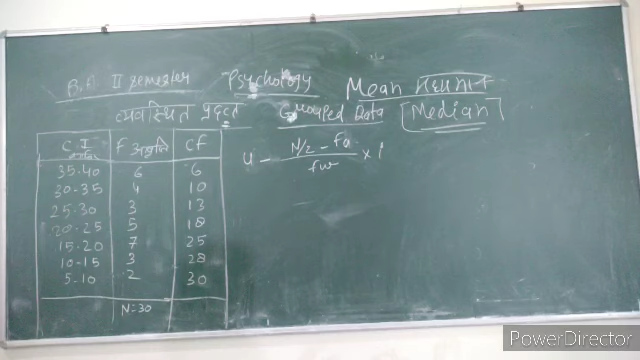 B.A. II semester Psychology Mean मध्यमान
व्यवस्थित प्रदत्त Grouped Data [Median]
C.I F आवृत्ति CF
35-40 6 6
30-35 4 10
25-30 3 13
20-25 5 18
15-20 7 25
10-15 3 28
5-10 2 30
N=30
u - N/2 - Fa / fw × i
PowerDirector